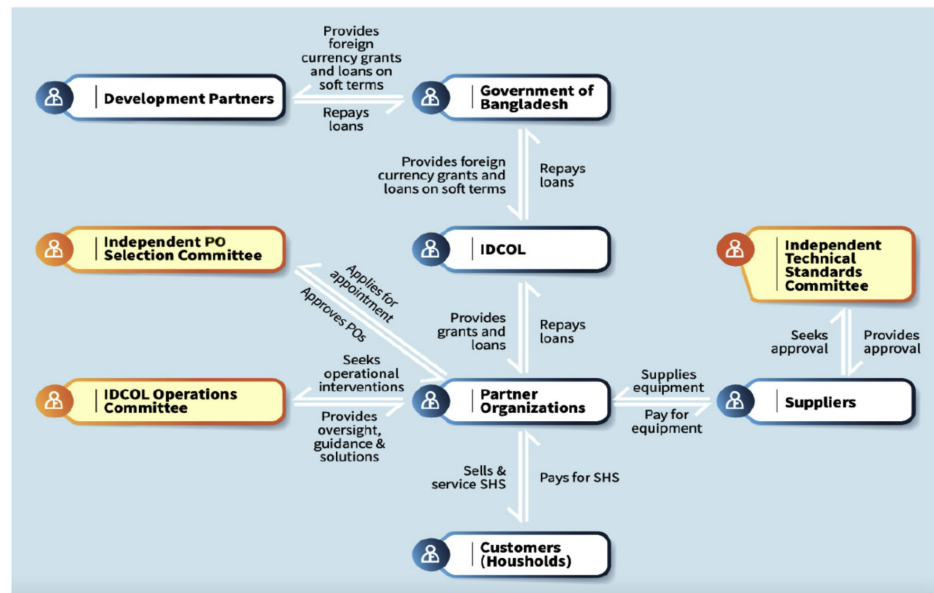 Provides
foreign
currency grants
and loans on
soft terms
Development Partners
Government of
Bangladesh
Repays
loans
Provides foreign
currency grants and
loans on soft terms
Repays
loans
Independent PO
Selection Committee
IDCOL
Independent
Technical
Standards
Committee
Applies for
appointment
Approves POs
Provides
grants and
loans
Repays
loans
Seeks
approval
Provides
approval
Seeks
operational
interventions
IDCOL Operations
Committee
Provides
oversight,
guidance &
solutions
Partner
Organizations
Supplies
equipment
Pay for
equipment
Suppliers
Sells &
service SHS
Pays for SHS
Customers
(Housholds)